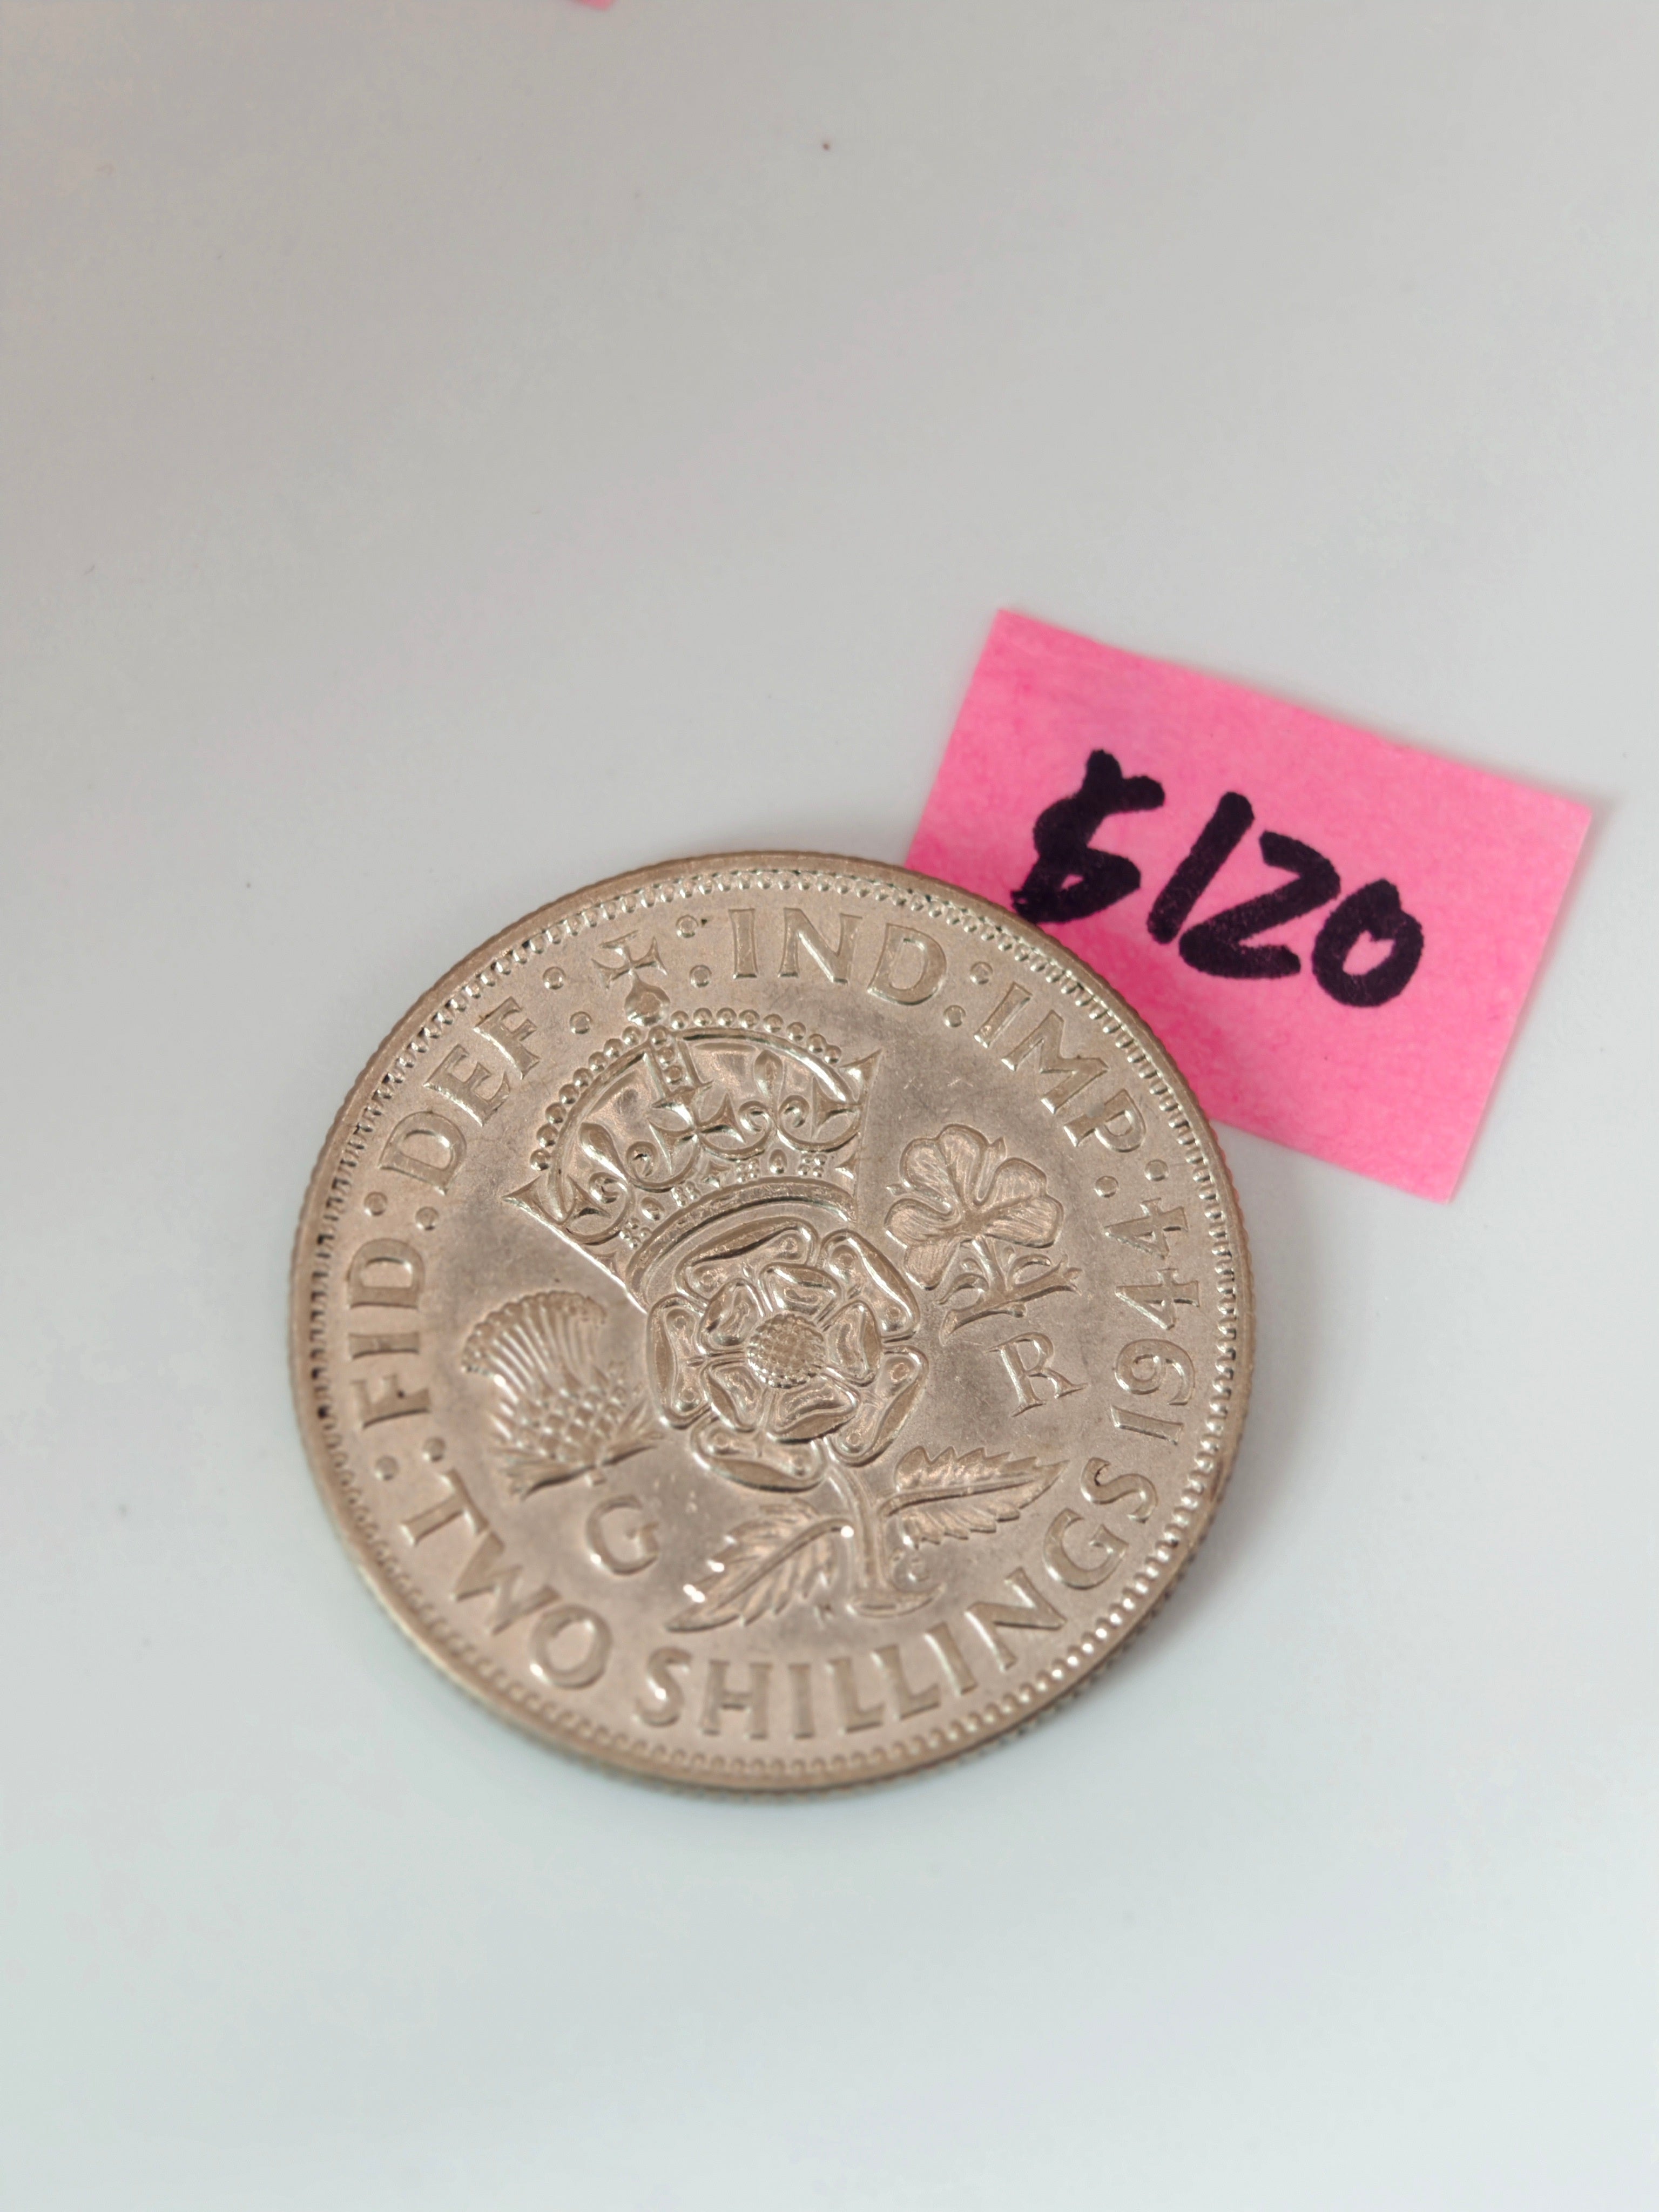 $120
FID:DEF:IND:IMP:
·TWO SHILLINGS 1944·
G R